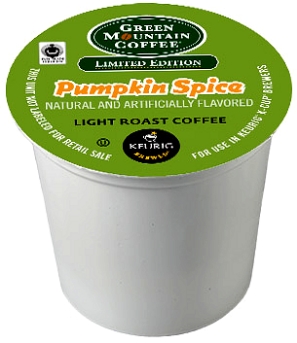 GREEN
MOUNTAIN
COFFEE®
LIMITED EDITION
Pumpkin Spice
NATURAL AND ARTIFICIALLY FLAVORED
LIGHT ROAST COFFEE
KEURIG
BREWED
THIS UNIT NOT LABELED FOR RETAIL SALE
FOR USE IN KEURIG® K-CUP BREWERS